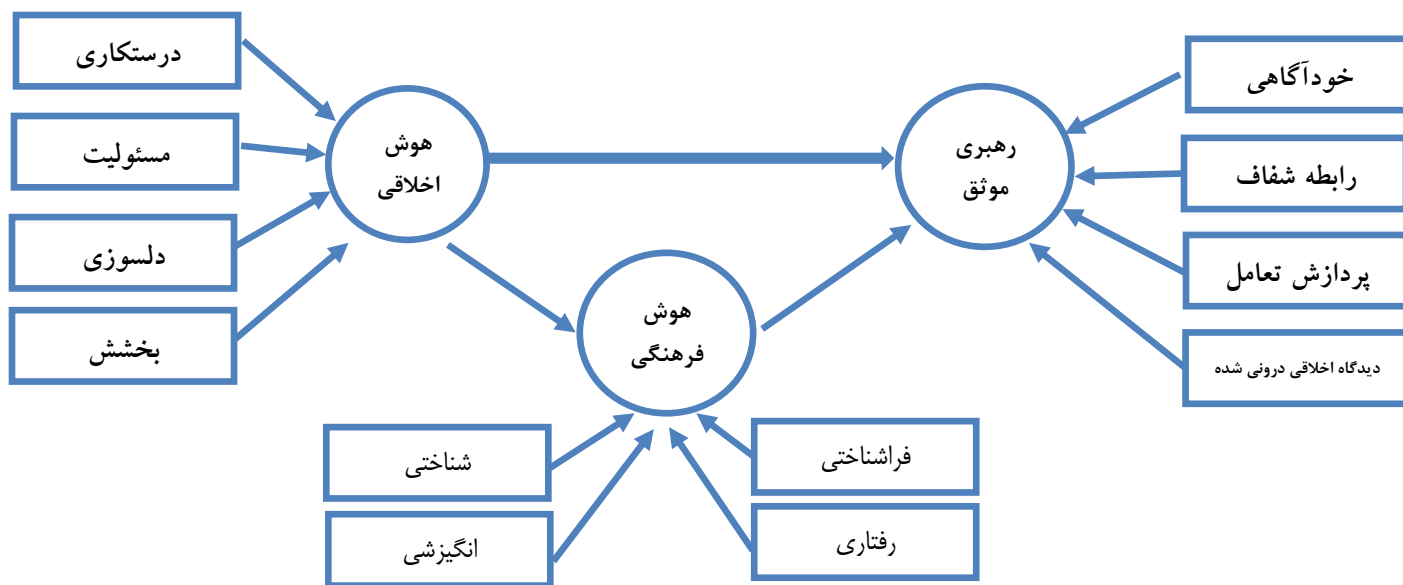 درستکاری
مسئولیت
دلسوزی
بخشش
هوش
اخلاقی
هوش
فرهنگی
رهبری
موثق
خودآگاهی
رابطه شفاف
پردازش تعامل
دیدگاه اخلاقی درونی شده
شناختی
فراشناختی
انگیزشی
رفتاری